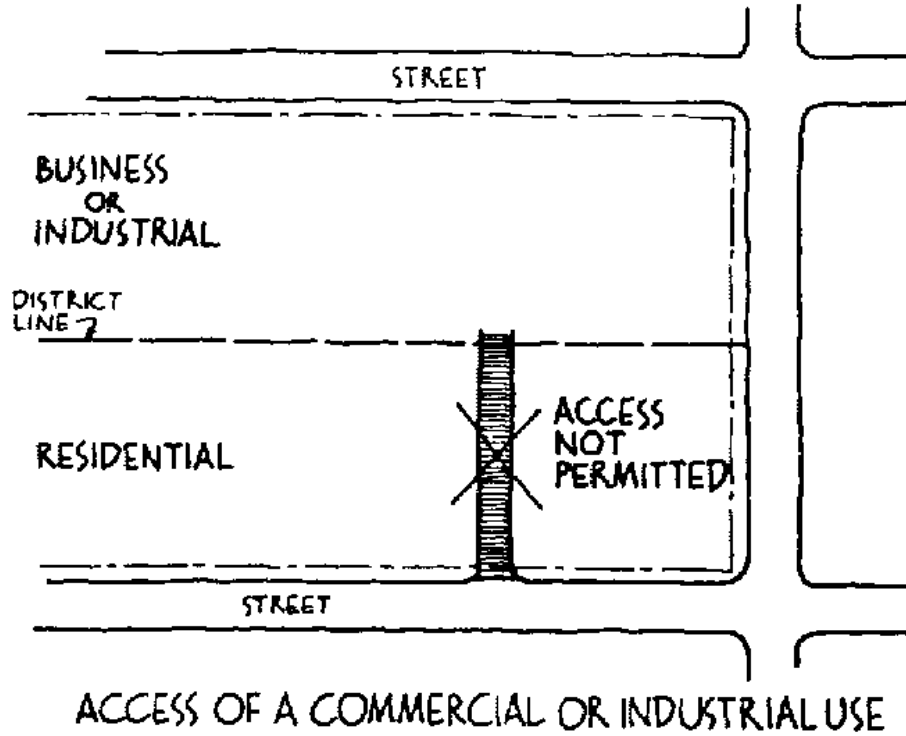 STREET
BUSINESS
OR
INDUSTRIAL
DISTRICT
LINE
ACCESS
NOT
PERMITTED
RESIDENTIAL
STREET
ACCESS OF A COMMERCIAL OR INDUSTRIAL USE